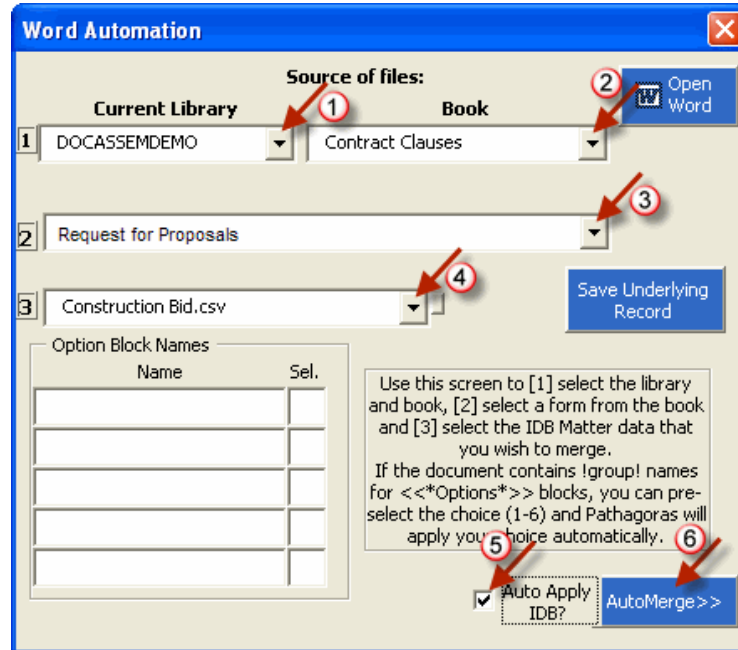 Word Automation
Source of files:
Current Library
Book
Open
Word
1
2
1
DOCASSEMDEMO
Contract Clauses
3
2
Request for Proposals
4
3
Construction Bid.csv
Save Underlying
Record
Option Block Names
Name
Sel.
Use this screen to [1] select the library
and book, [2] select a form from the book
and [3] select the IDB Matter data that
you wish to merge.
If the document contains !group! names
for <<*Options*>> blocks, you can pre-
select the choice (1-6) and Pathagoras will
apply your choice automatically.
5
6
Auto Apply
IDB?
AutoMerge>>